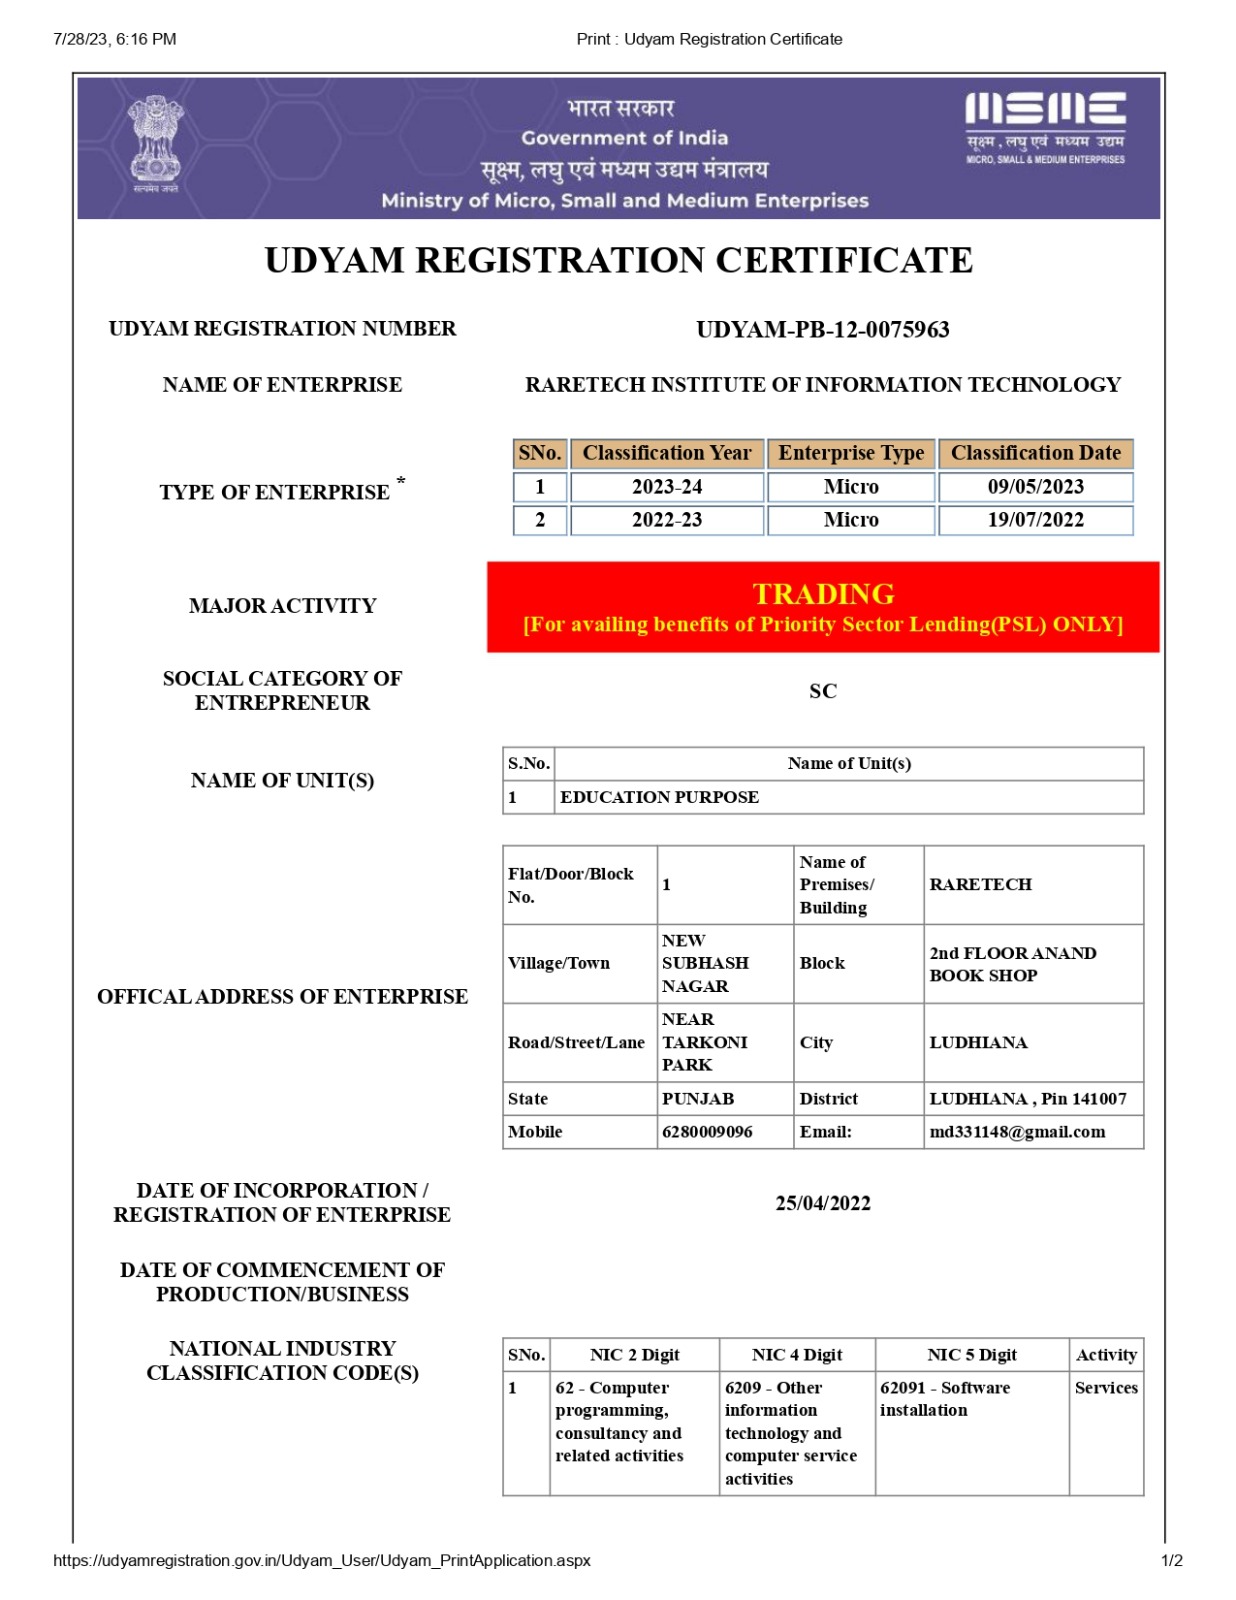 7/28/23, 6:16 PM
Print : Udyam Registration Certificate
सत्यमेव जयते
भारत सरकार
Government of India
सूक्ष्म, लघु एवं मध्यम उद्यम मंत्रालय
Ministry of Micro, Small and Medium Enterprises
MSME
सूक्ष्म , लघु एवं मध्यम उद्यम
MICRO, SMALL & MEDIUM ENTERPRISES
UDYAM REGISTRATION CERTIFICATE
UDYAM REGISTRATION NUMBER
UDYAM-PB-12-0075963
NAME OF ENTERPRISE
RARETECH INSTITUTE OF INFORMATION TECHNOLOGY
TYPE OF ENTERPRISE *
SNo. Classification Year Enterprise Type Classification Date
1 2023-24 Micro 09/05/2023
2 2022-23 Micro 19/07/2022
MAJOR ACTIVITY
TRADING
[For availing benefits of Priority Sector Lending(PSL) ONLY]
SOCIAL CATEGORY OF
ENTREPRENEUR
SC
NAME OF UNIT(S)
S.No. Name of Unit(s)
1 EDUCATION PURPOSE
OFFICAL ADDRESS OF ENTERPRISE
Flat/Door/Block
No.
1
Name of
Premises/
Building
RARETECH
Village/Town
NEW
SUBHASH
NAGAR
Block
2nd FLOOR ANAND
BOOK SHOP
Road/Street/Lane
NEAR
TARKONI
PARK
City
LUDHIANA
State PUNJAB District LUDHIANA , Pin 141007
Mobile 6280009096 Email: md331148@gmail.com
DATE OF INCORPORATION /
REGISTRATION OF ENTERPRISE
25/04/2022
DATE OF COMMENCEMENT OF
PRODUCTION/BUSINESS
NATIONAL INDUSTRY
CLASSIFICATION CODE(S)
SNo. NIC 2 Digit NIC 4 Digit NIC 5 Digit Activity
1
62 - Computer
programming,
consultancy and
related activities
6209 - Other
information
technology and
computer service
activities
62091 - Software
installation
Services
https://udyamregistration.gov.in/Udyam_User/Udyam_PrintApplication.aspx
1/2